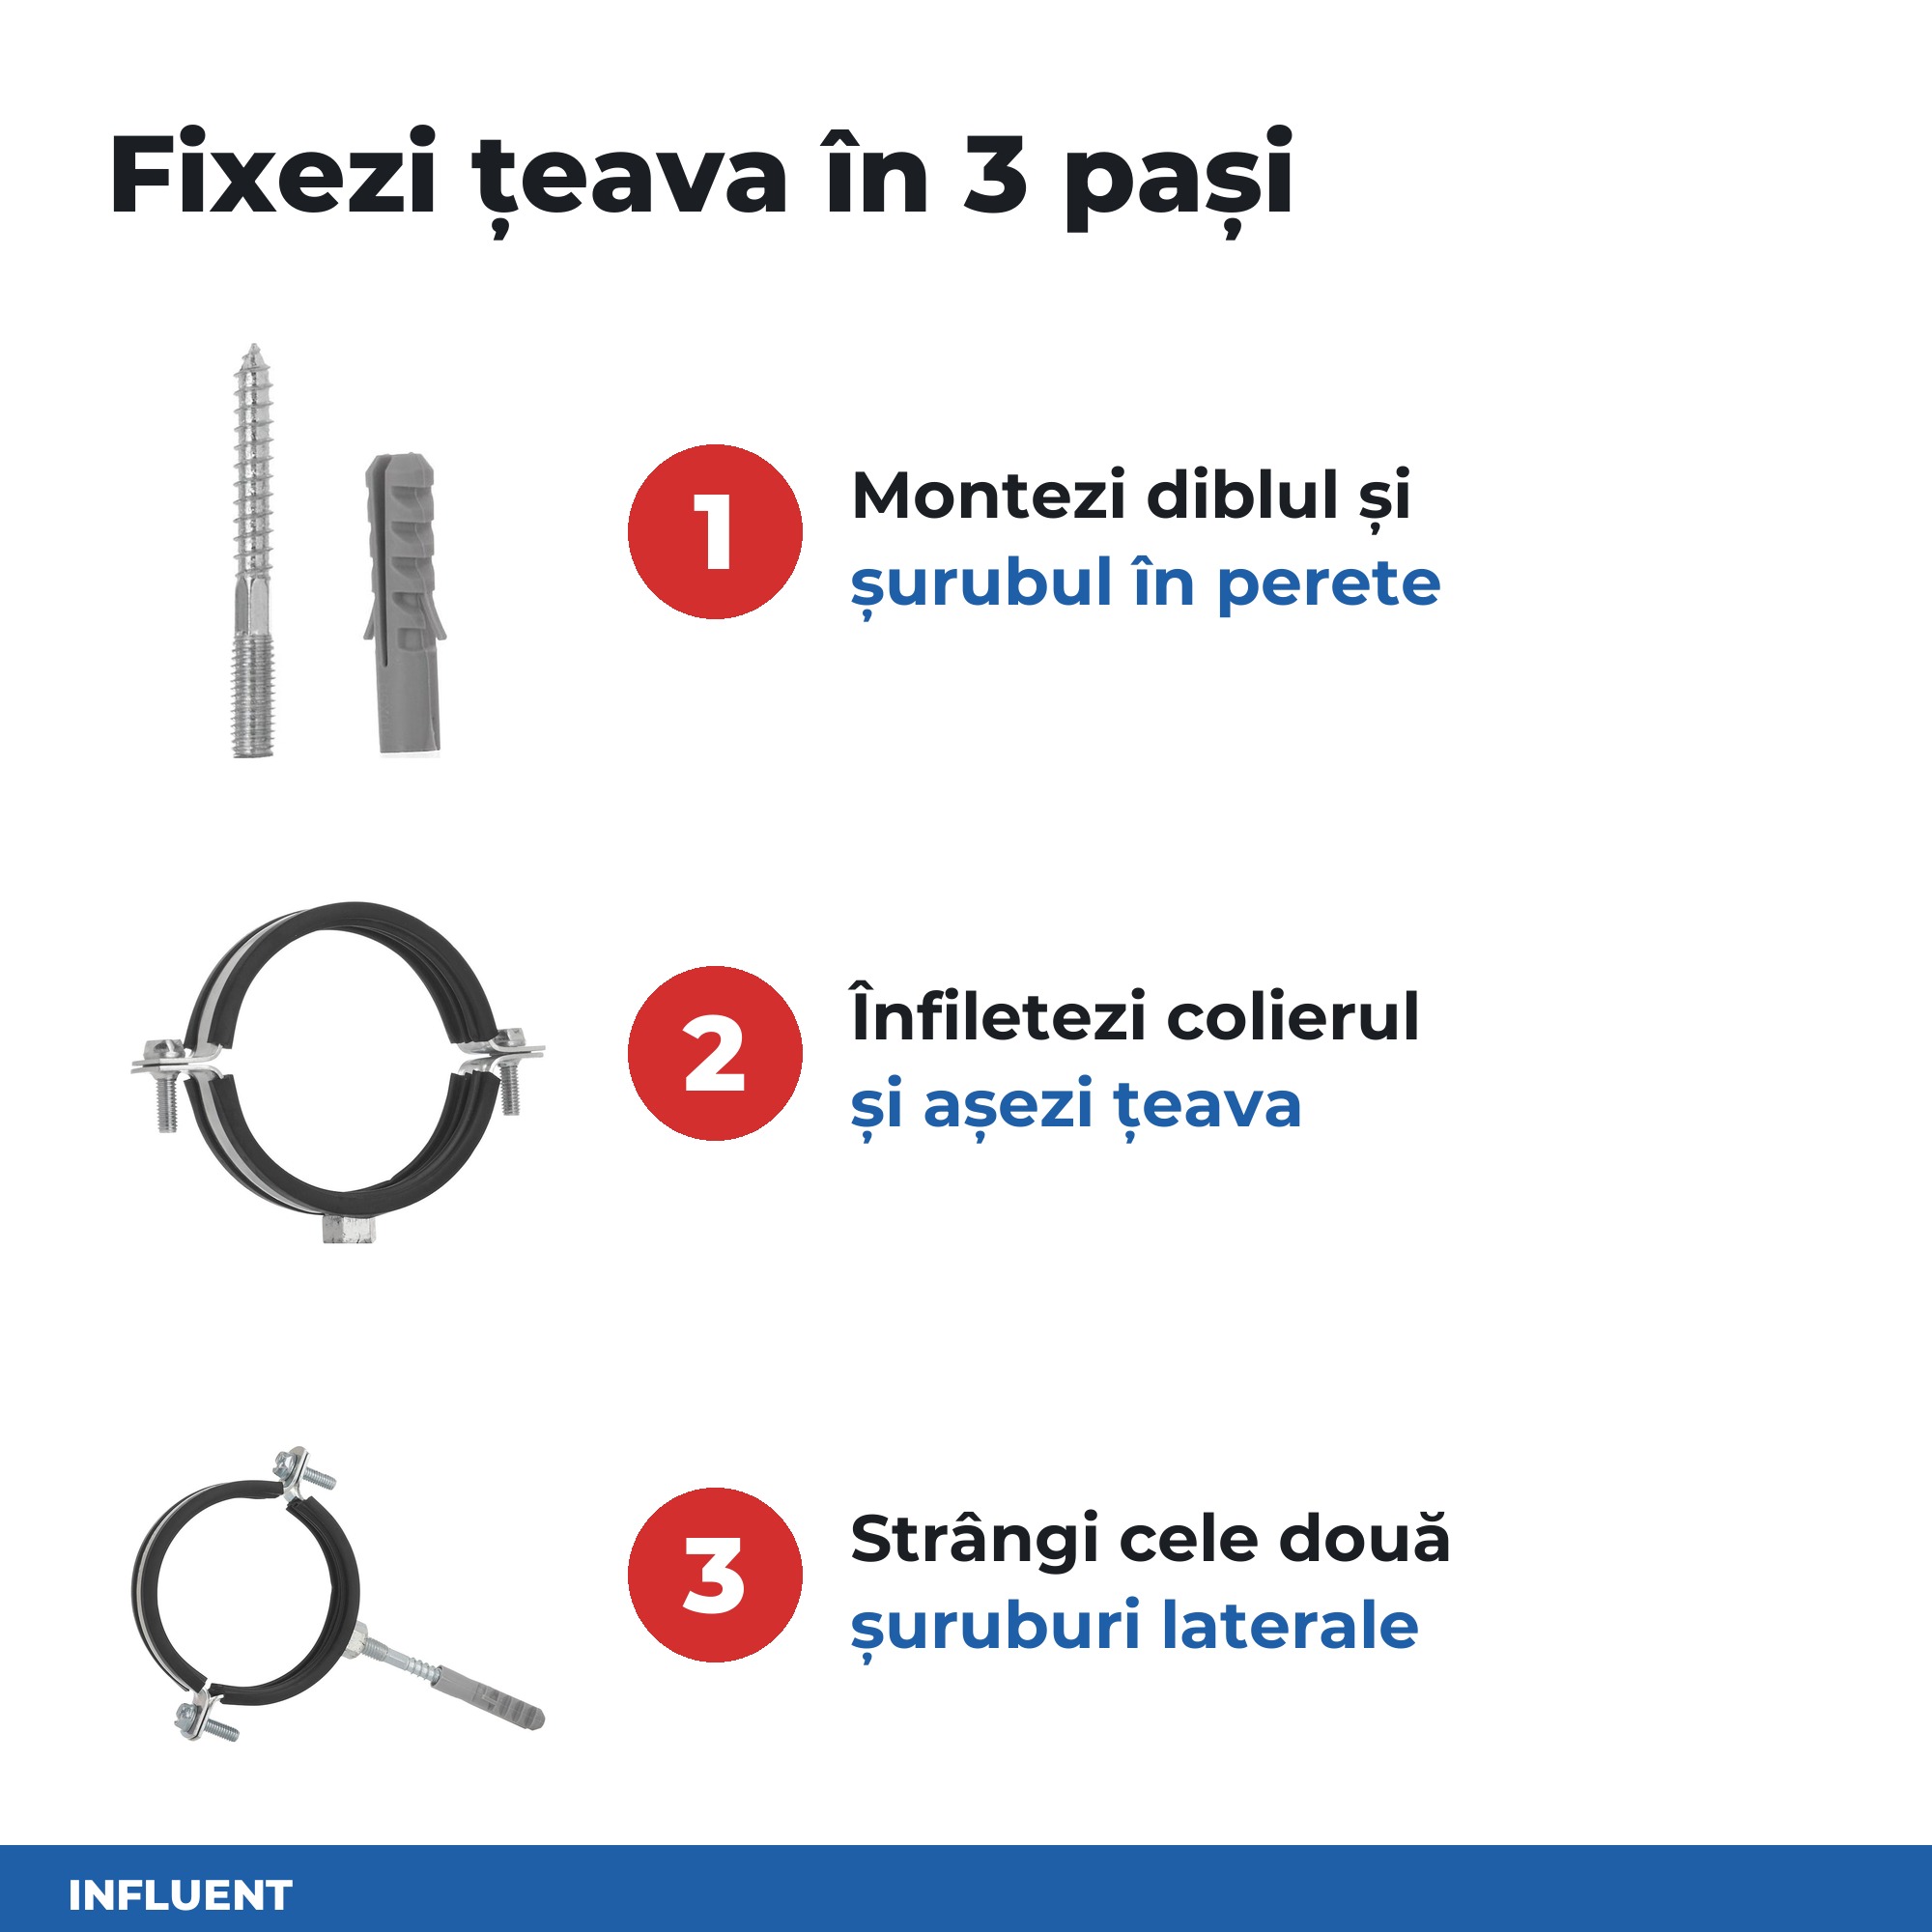 Fixezi țeava în 3 pași
1
Montezi diblul și
șurubul în perete
2
Înfiletezi colierul
și așezi țeava
3
Strângi cele două
șuruburi laterale
INFLUENT